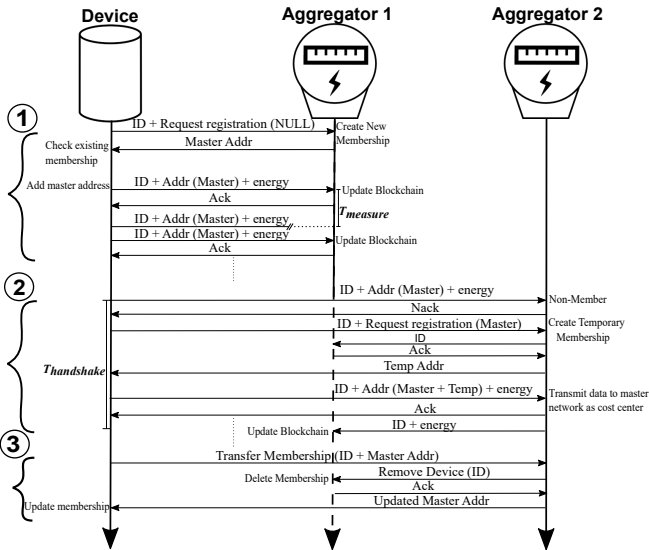 Device
Aggregator 1
Aggregator 2
1
ID + Request registration (NULL)
Create New
Membership
Master Addr
Check existing
membership
Add master address
ID + Addr (Master) + energy
Update Blockchain
Ack
Tmeasure
ID + Addr (Master) + energy
ID + Addr (Master) + energy
Update Blockchain
Ack
2
ID + Addr (Master) + energy
Non-Member
Nack
ID + Request registration (Master)
Create Temporary
Membership
ID
Ack
Thandshake
Temp Addr
ID + Addr (Master + Temp) + energy
Transmit data to master
network as cost center
Ack
Update Blockchain
ID + energy
3
Transfer Membership (ID + Master Addr)
Remove Device (ID)
Delete Membership
Ack
Updated Master Addr
Update membership